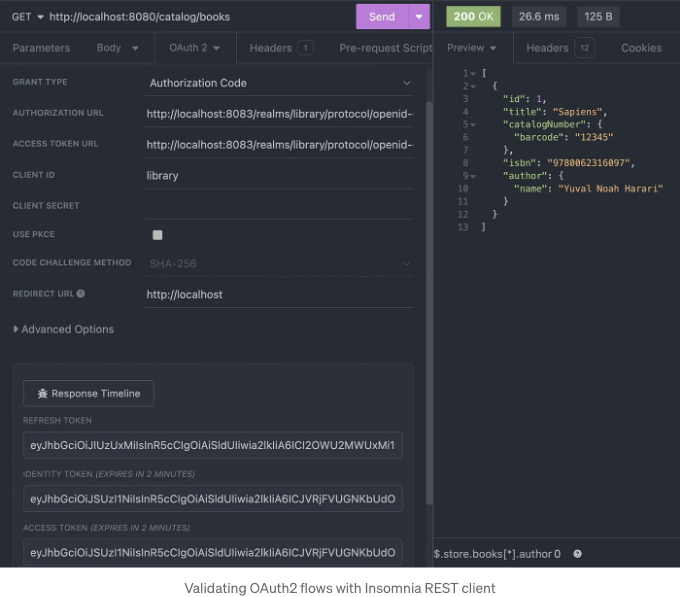 GET http://localhost:8080/catalog/books Send
200 OK 26.6 ms 125 B
Parameters Body OAuth 2 Headers 1 Pre-request Script
Preview Headers 12 Cookies
GRANT TYPE Authorization Code
AUTHORIZATION URL http://localhost:8083/realms/library/protocol/openid-
ACCESS TOKEN URL http://localhost:8083/realms/library/protocol/openid-
CLIENT ID library
CLIENT SECRET
USE PKCE
CODE CHALLENGE METHOD SHA-256
REDIRECT URL http://localhost
Advanced Options
Response Timeline
REFRESH TOKEN
IDENTITY TOKEN (EXPIRES IN 2 MINUTES)
ACCESS TOKEN (EXPIRES IN 2 MINUTES)
1 [
2 {
3 "id": 1,
4 "title": "Sapiens",
5 "catalogNumber": {
6 "barcode": "12345"
7 },
8 "isbn": "9780062316097",
9 "author": {
10 "name": "Yuval Noah Harari"
11 }
12 }
13 ]
$.store.books[*].author 0
Validating OAuth2 flows with Insomnia REST client